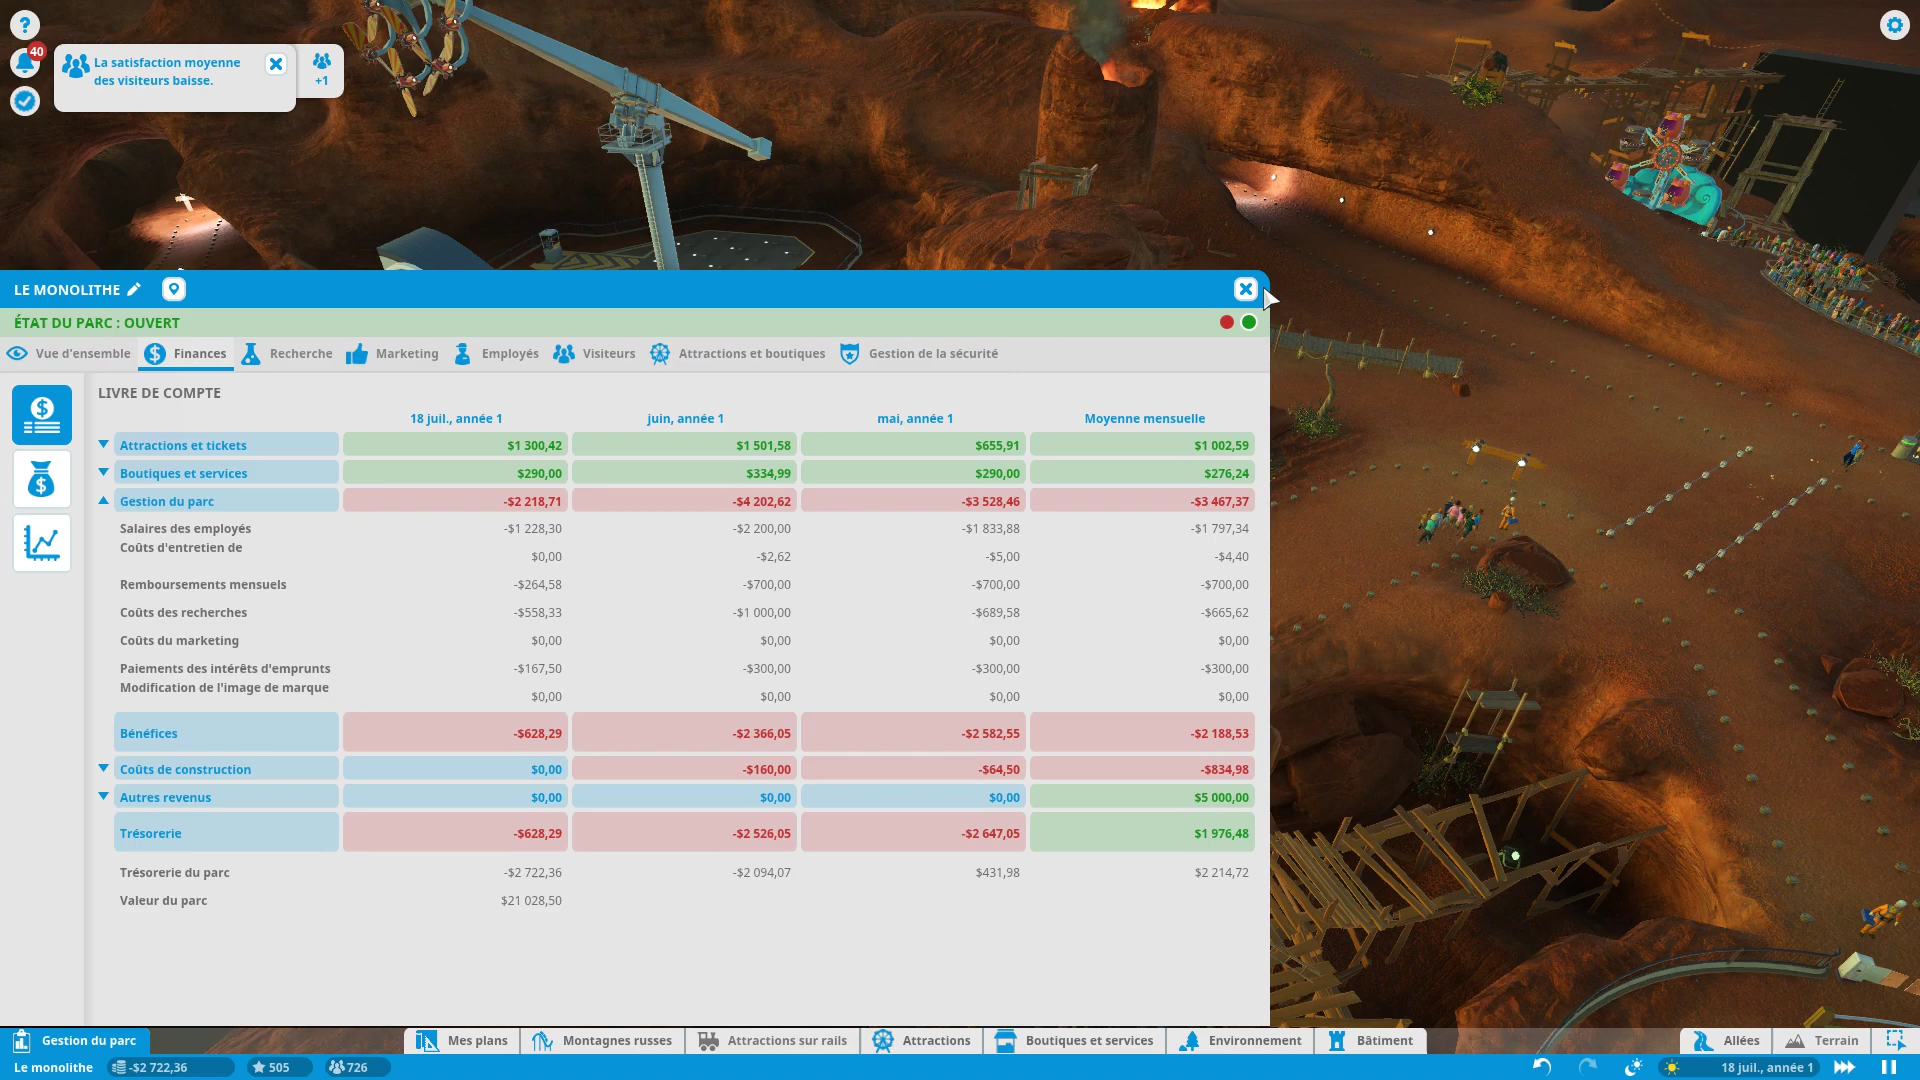 ?
40
La satisfaction moyenne
des visiteurs baisse.
+1
LE MONOLITHE
ÉTAT DU PARC : OUVERT
Vue d'ensemble Finances Recherche Marketing Employés Visiteurs Attractions et boutiques Gestion de la sécurité
LIVRE DE COMPTE
18 juil., année 1 juin, année 1 mai, année 1 Moyenne mensuelle
Attractions et tickets $1 300,42 $1 501,58 $655,91 $1 002,59
Boutiques et services $290,00 $334,99 $290,00 $276,24
Gestion du parc -$2 218,71 -$4 202,62 -$3 528,46 -$3 467,37
Salaires des employés -$1 228,30 -$2 200,00 -$1 833,88 -$1 797,34
Coûts d'entretien de $0,00 -$2,62 -$5,00 -$4,40
Remboursements mensuels -$264,58 -$700,00 -$700,00 -$700,00
Coûts des recherches -$558,33 -$1 000,00 -$689,58 -$665,62
Coûts du marketing $0,00 $0,00 $0,00 $0,00
Paiements des intérêts d'emprunts -$167,50 -$300,00 -$300,00 -$300,00
Modification de l'image de marque $0,00 $0,00 $0,00 $0,00
Bénéfices -$628,29 -$2 366,05 -$2 582,55 -$2 188,53
Coûts de construction $0,00 -$160,00 -$64,50 -$834,98
Autres revenus $0,00 $0,00 $0,00 $5 000,00
Trésorerie -$628,29 -$2 526,05 -$2 647,05 $1 976,48
Trésorerie du parc -$2 722,36 -$2 094,07 $431,98 $2 214,72
Valeur du parc $21 028,50
Gestion du parc Mes plans Montagnes russes Attractions sur rails Attractions Boutiques et services Environnement Bâtiment Allées Terrain
Le monolithe -$2 722,36 505 726 18 juil., année 1